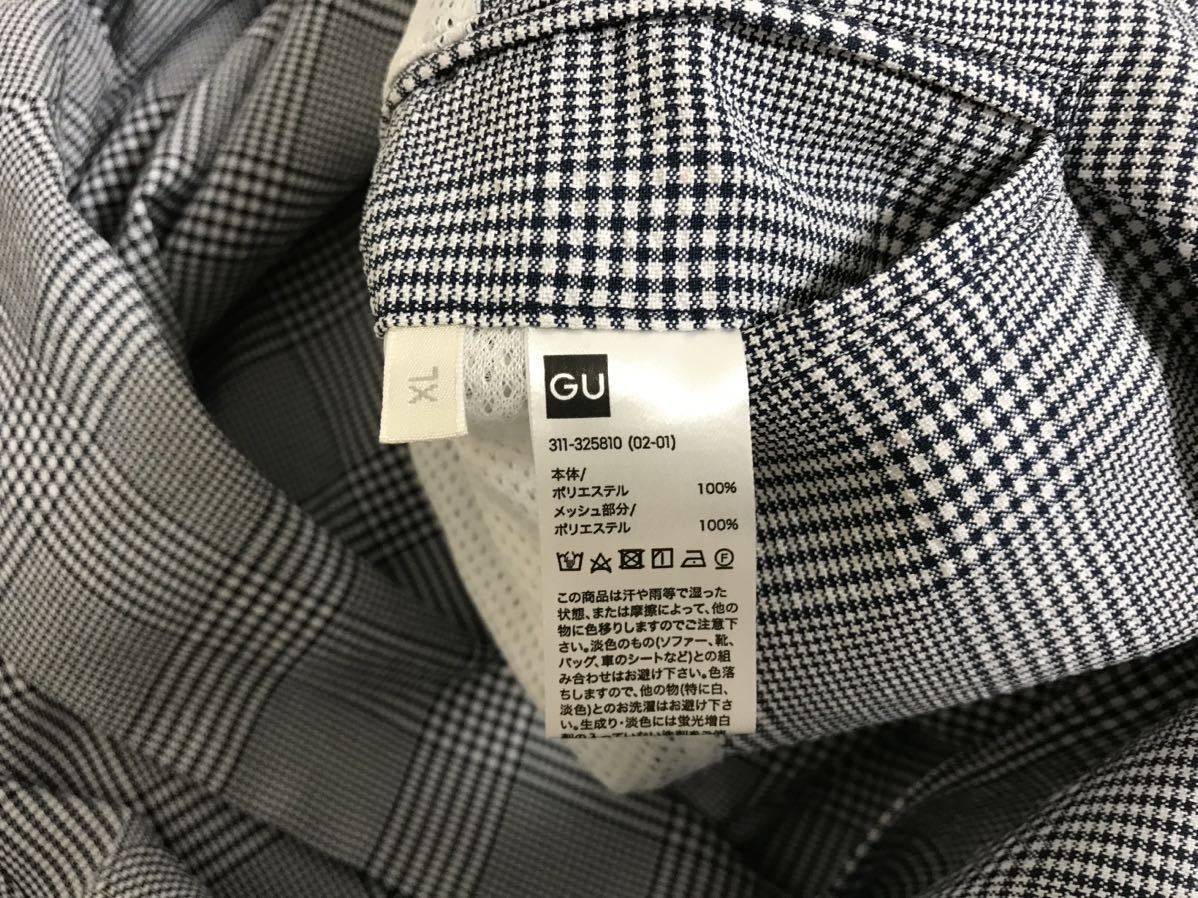 XL
GU
311-325810 (02-01)
本体/
ポリエステル 100%
メッシュ部分/
ポリエステル 100%
F
この商品は汗や雨等で湿った
状態、または摩擦によって、他の
物に色移りしますのでご注意下
さい。淡色のもの(ソファー、靴、
バッグ、車のシートなど)との組
み合わせはお避け下さい。色落
ちしますので、他の物(特に白、
淡色)とのお洗濯はお避け下さ
い。生成り・淡色には蛍光増白